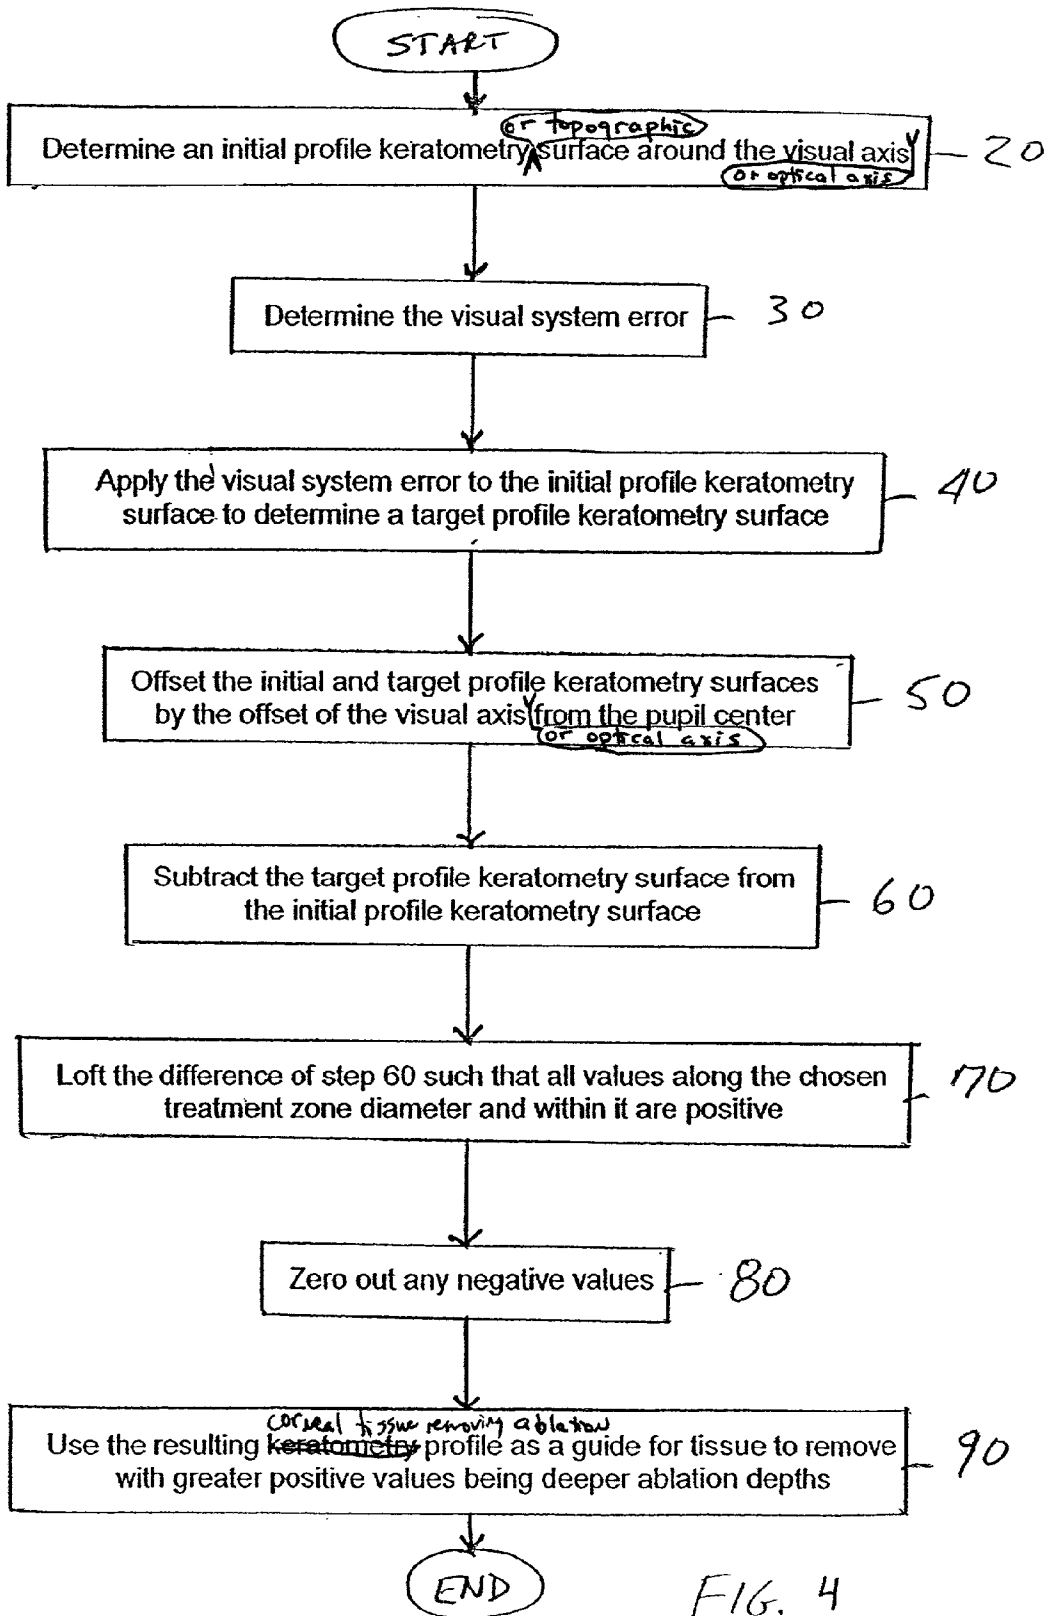 START
or topographic
Determine an initial profile keratometry surface around the visual axis
or optical axis
20
Determine the visual system error
30
Apply the visual system error to the initial profile keratometry
surface to determine a target profile keratometry surface
40
Offset the initial and target profile keratometry surfaces
by the offset of the visual axis from the pupil center
or optical axis
50
Subtract the target profile keratometry surface from
the initial profile keratometry surface
60
Loft the difference of step 60 such that all values along the chosen
treatment zone diameter and within it are positive
70
Zero out any negative values
80
corneal tissue removing ablation
Use the resulting keratometry profile as a guide for tissue to remove
with greater positive values being deeper ablation depths
90
END
FIG. 4